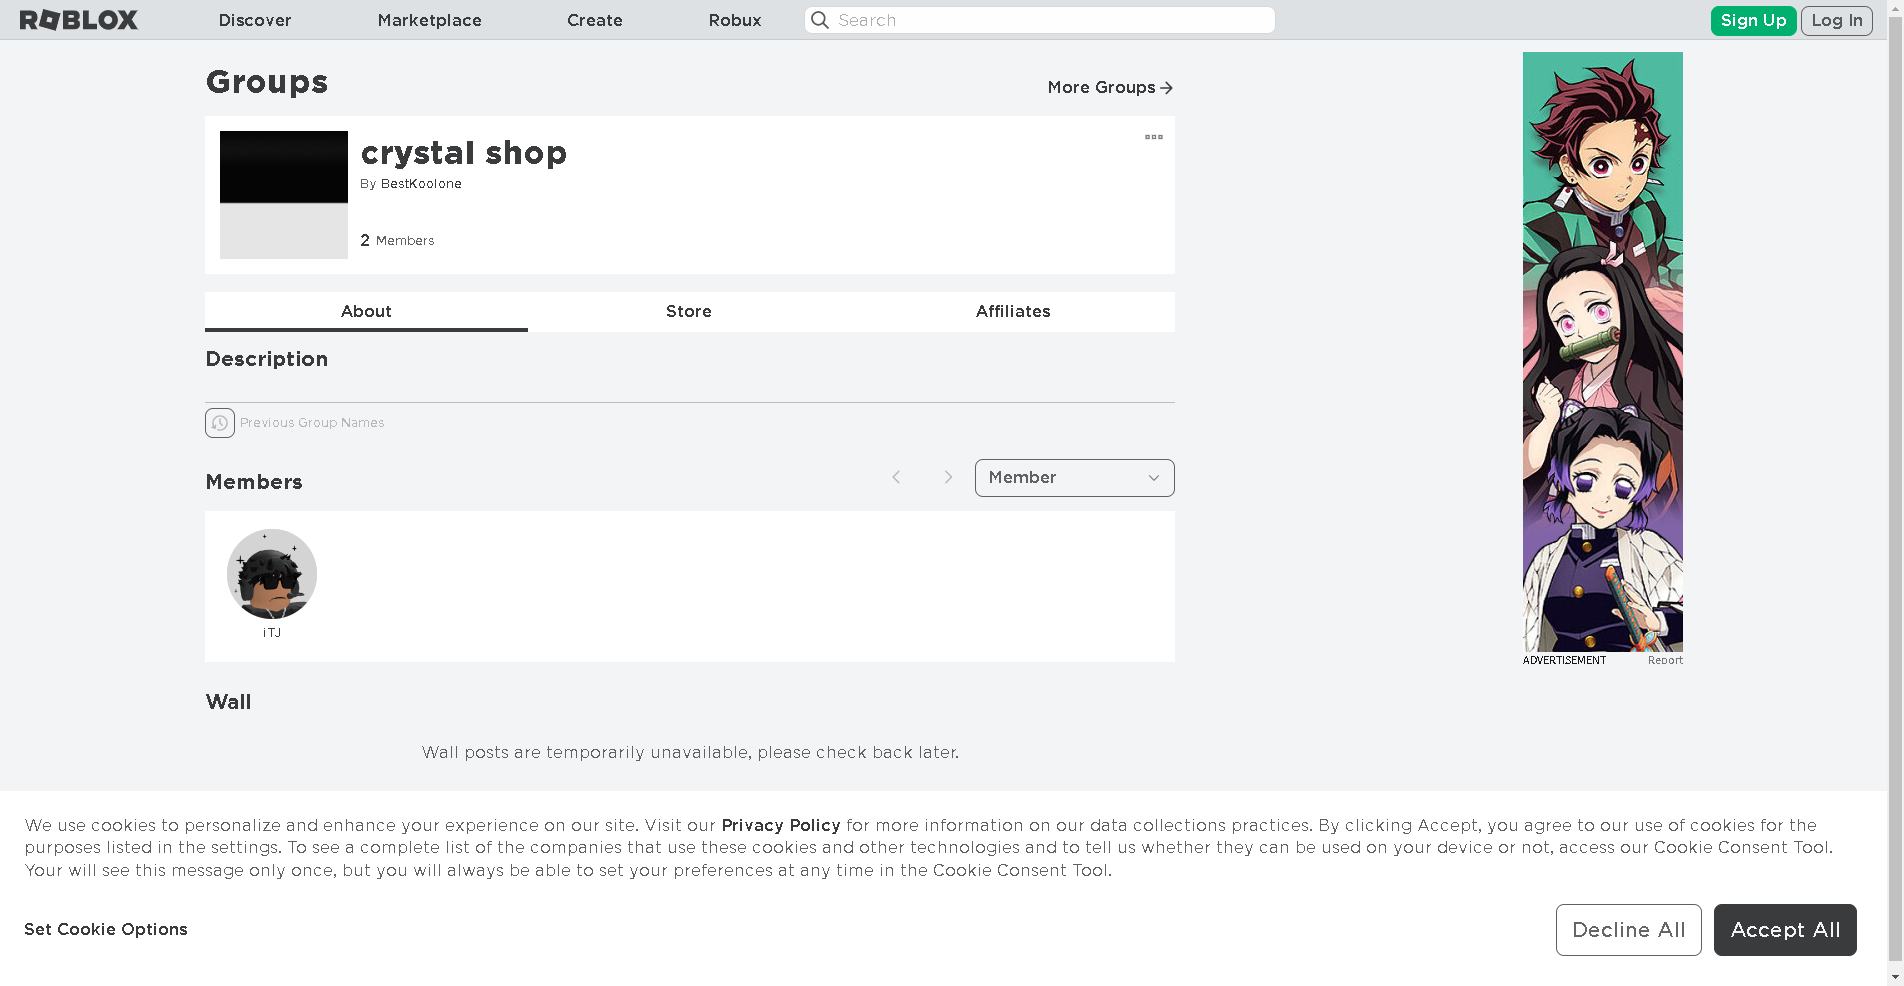 ROBLOX
Discover
Marketplace
Create
Robux
Search
Sign Up
Log In
Groups
More Groups
crystal shop
By BestKoolone
2 Members
About
Store
Affiliates
Description
Previous Group Names
Members
Member
iTJ
ADVERTISEMENT
Report
Wall
Wall posts are temporarily unavailable, please check back later.
We use cookies to personalize and enhance your experience on our site. Visit our Privacy Policy for more information on our data collections practices. By clicking Accept, you agree to our use of cookies for the
purposes listed in the settings. To see a complete list of the companies that use these cookies and other technologies and to tell us whether they can be used on your device or not, access our Cookie Consent Tool.
Your will see this message only once, but you will always be able to set your preferences at any time in the Cookie Consent Tool.
Set Cookie Options
Decline All
Accept All